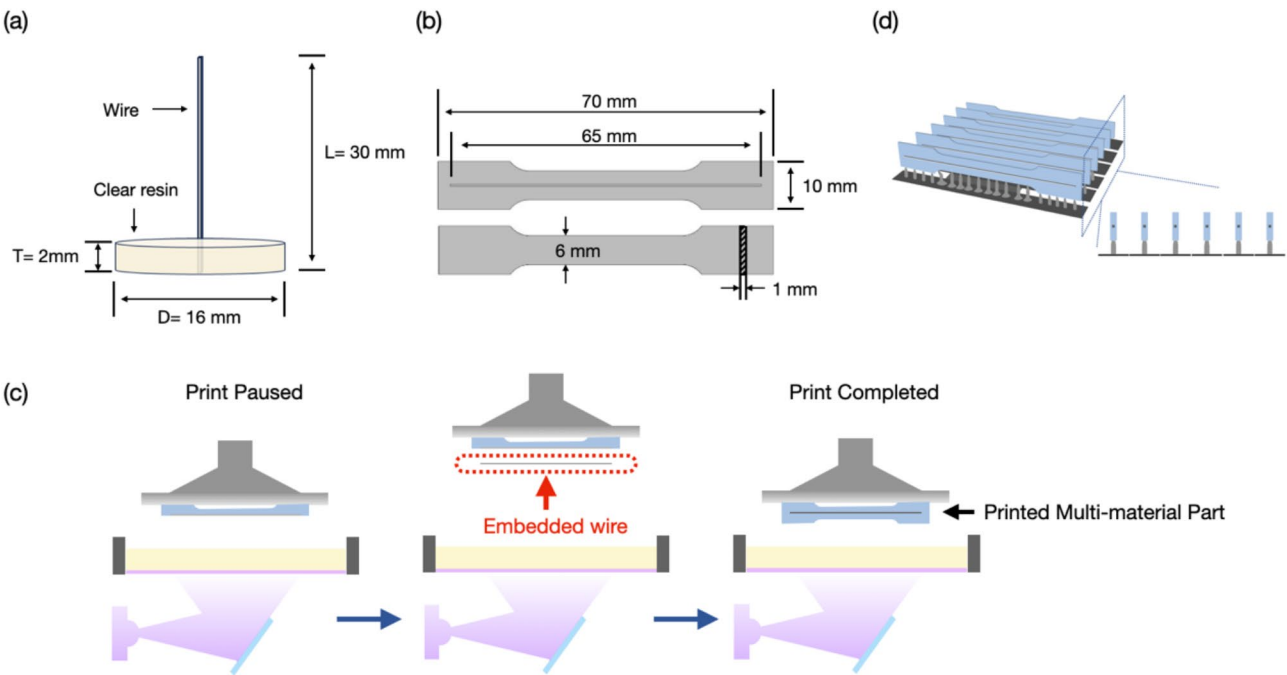 (a)
Wire
L= 30 mm
Clear resin
T= 2mm
D= 16 mm
(b)
70 mm
65 mm
10 mm
6 mm
1 mm
(d)
(c)
Print Paused
Embedded wire
Print Completed
Printed Multi-material Part